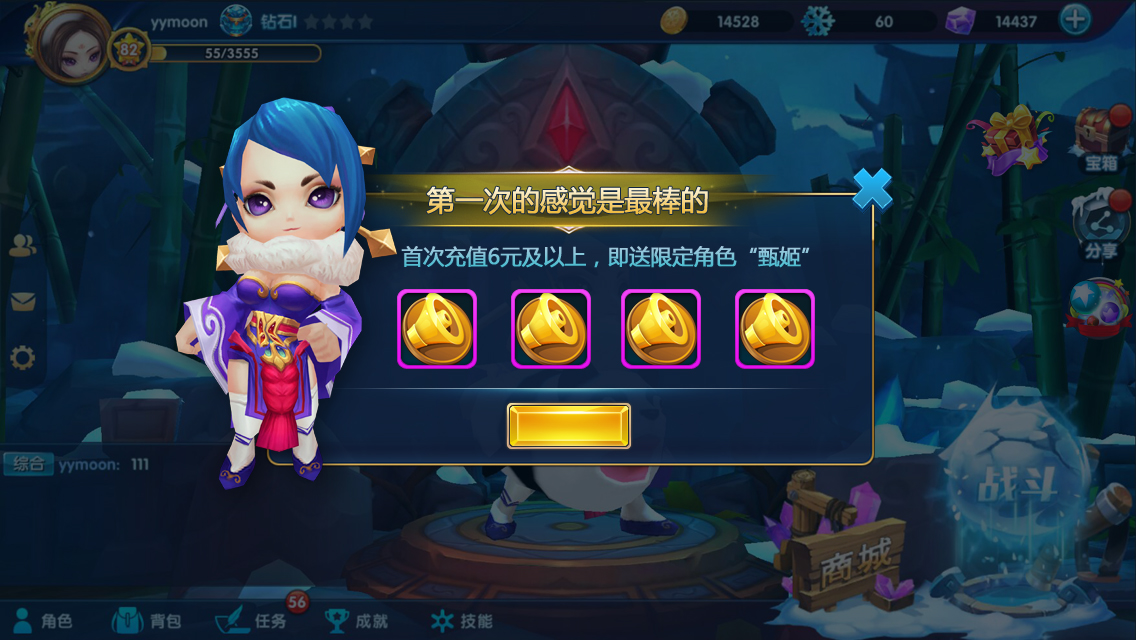 yymoon 钻石I
14528
60
14437
82
55/3555
宝箱
第一次的感觉是最棒的
分享
首次充值6元及以上，即送限定角色“甄姬”
综合 yymoon: 111
战斗
商城
角色
背包
任务
56
成就
技能